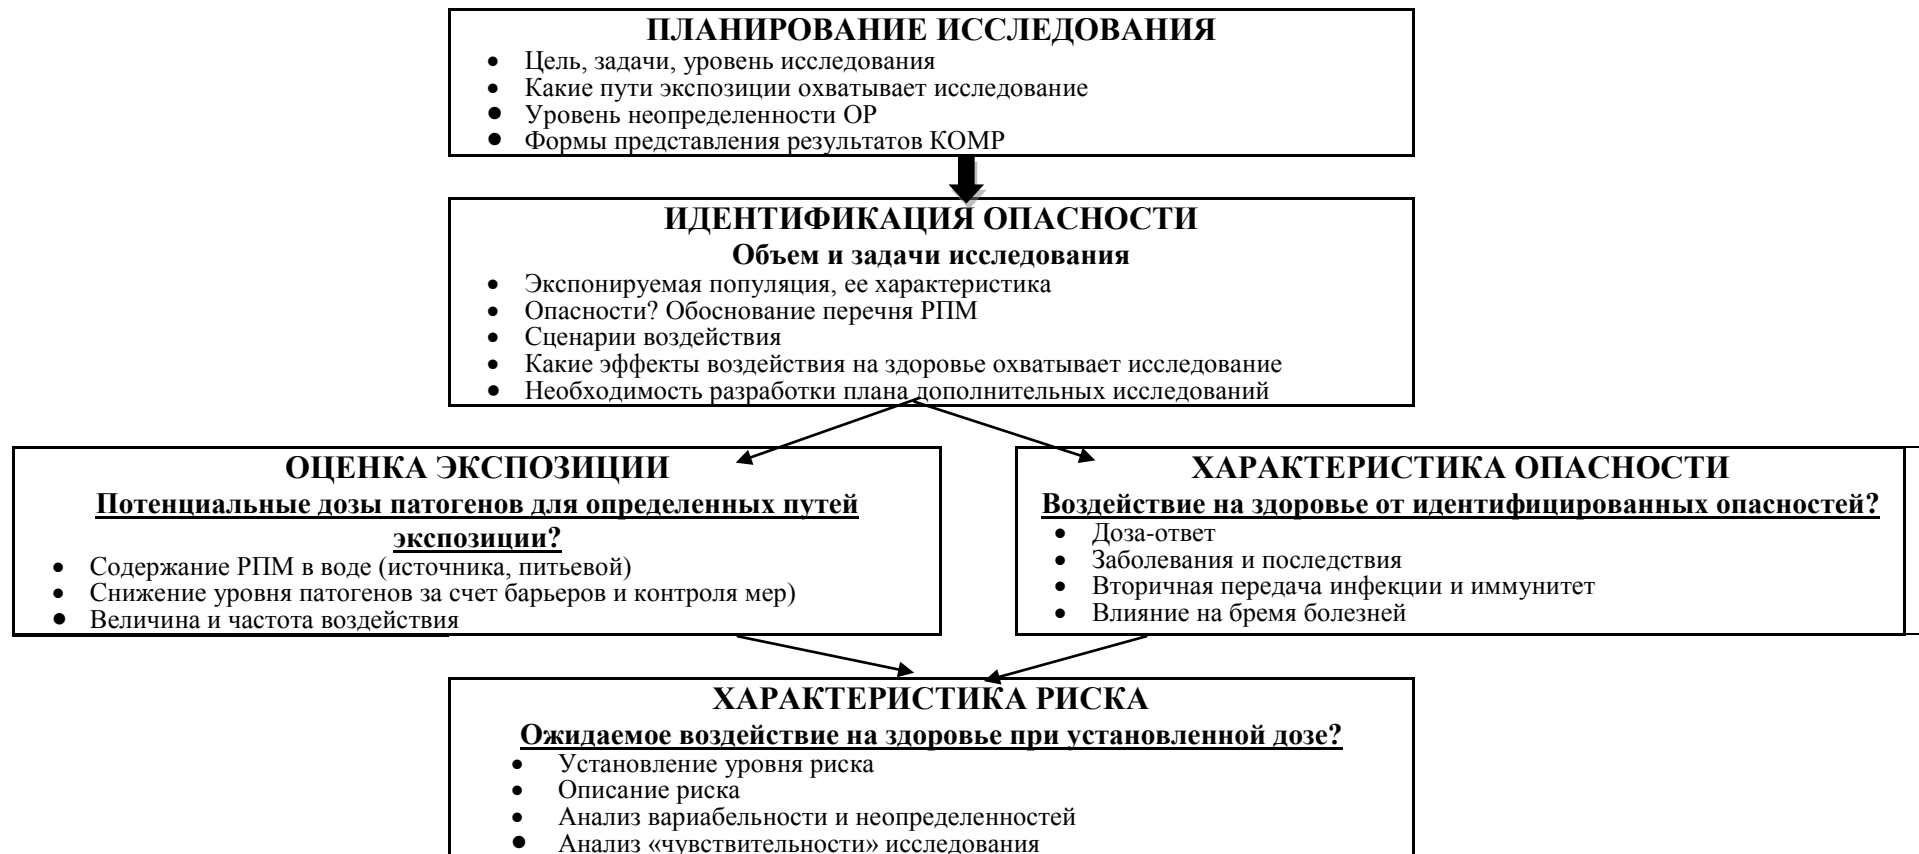 ПЛАНИРОВАНИЕ ИССЛЕДОВАНИЯ
• Цель, задачи, уровень исследования
• Какие пути экспозиции охватывает исследование
• Уровень неопределенности ОР
• Формы представления результатов КОМР
ИДЕНТИФИКАЦИЯ ОПАСНОСТИ
Объем и задачи исследования
• Экспонируемая популяция, ее характеристика
• Опасности? Обоснование перечня РПМ
• Сценарии воздействия
• Какие эффекты воздействия на здоровье охватывает исследование
• Необходимость разработки плана дополнительных исследований
ОЦЕНКА ЭКСПОЗИЦИИ
Потенциальные дозы патогенов для определенных путей
экспозиции?
• Содержание РПМ в воде (источника, питьевой)
• Снижение уровня патогенов за счет барьеров и контроля мер)
• Величина и частота воздействия
ХАРАКТЕРИСТИКА ОПАСНОСТИ
Воздействие на здоровье от идентифицированных опасностей?
• Доза-ответ
• Заболевания и последствия
• Вторичная передача инфекции и иммунитет
• Влияние на бремя болезней
ХАРАКТЕРИСТИКА РИСКА
Ожидаемое воздействие на здоровье при установленной дозе?
• Установление уровня риска
• Описание риска
• Анализ вариабельности и неопределенностей
• Анализ «чувствительности» исследования